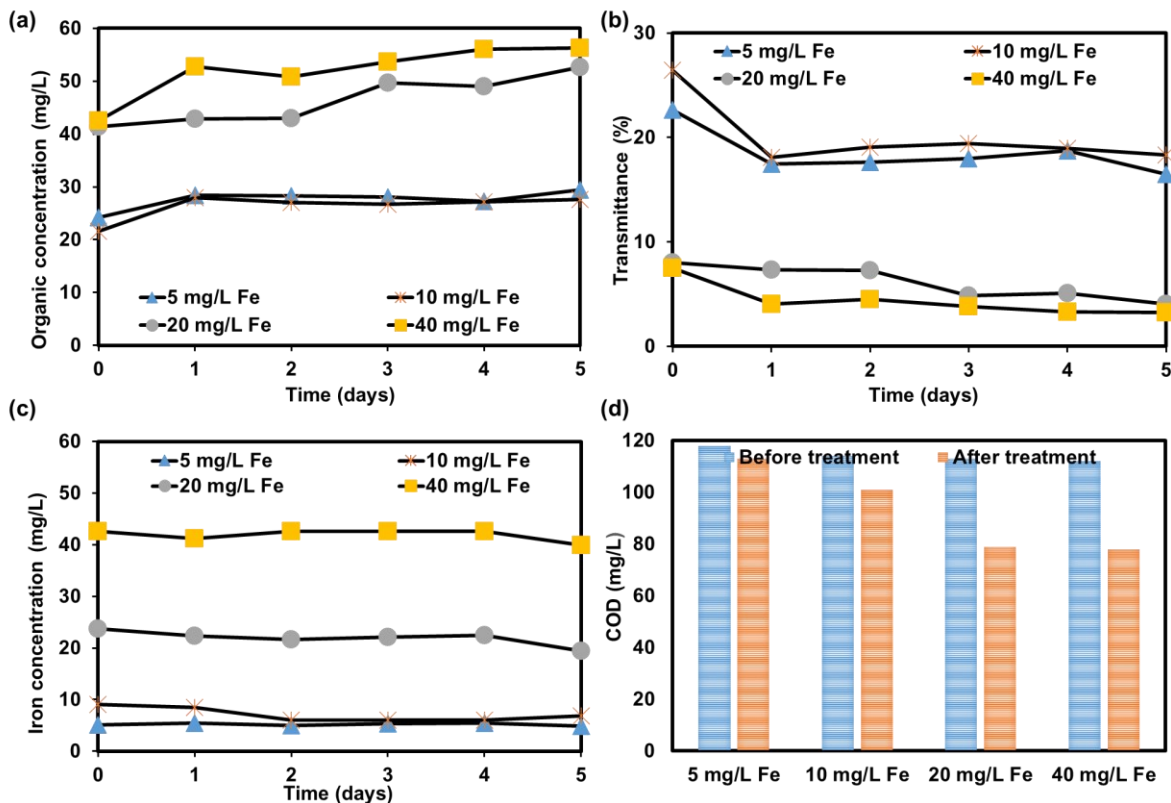 (a)
60
50
40
30
20
10
0
Organic concentration (mg/L)
5 mg/L Fe 10 mg/L Fe
20 mg/L Fe 40 mg/L Fe
0 1 2 3 4 5
Time (days)
(b)
30
20
10
0
Transmittance (%)
5 mg/L Fe 10 mg/L Fe
20 mg/L Fe 40 mg/L Fe
0 1 2 3 4 5
Time (days)
(c)
60
50
40
30
20
10
0
Iron concentration (mg/L)
5 mg/L Fe 10 mg/L Fe
20 mg/L Fe 40 mg/L Fe
0 1 2 3 4 5
Time (days)
(d)
120
100
80
60
40
20
0
COD (mg/L)
Before treatment After treatment
5 mg/L Fe 10 mg/L Fe 20 mg/L Fe 40 mg/L Fe